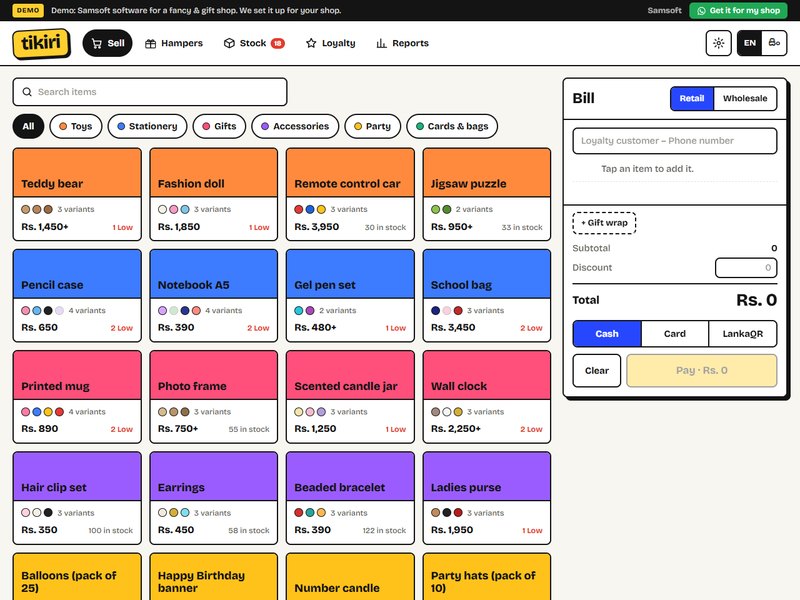 DEMO Demo: Samsoft software for a fancy & gift shop. We set it up for your shop. Samsoft Get it for my shop
tikiri Sell Hampers Stock 18 Loyalty Reports EN සිං
Search items
All Toys Stationery Gifts Accessories Party Cards & bags
Teddy bear
3 variants
Rs. 1,450+ 1 Low
Fashion doll
3 variants
Rs. 1,850 1 Low
Remote control car
3 variants
Rs. 3,950 30 in stock
Jigsaw puzzle
2 variants
Rs. 950+ 33 in stock
Pencil case
4 variants
Rs. 650 2 Low
Notebook A5
4 variants
Rs. 390 2 Low
Gel pen set
2 variants
Rs. 480+ 1 Low
School bag
3 variants
Rs. 3,450 2 Low
Printed mug
4 variants
Rs. 890 2 Low
Photo frame
3 variants
Rs. 750+ 55 in stock
Scented candle jar
3 variants
Rs. 1,250 1 Low
Wall clock
3 variants
Rs. 2,250+ 2 Low
Hair clip set
3 variants
Rs. 350 100 in stock
Earrings
3 variants
Rs. 450 58 in stock
Beaded bracelet
3 variants
Rs. 390 122 in stock
Ladies purse
3 variants
Rs. 1,950 1 Low
Balloons (pack of
25)
Happy Birthday
banner
Number candle
Party hats (pack of
10)
Bill Retail Wholesale
Loyalty customer – Phone number
Tap an item to add it.
+ Gift wrap
Subtotal 0
Discount 0
Total Rs. 0
Cash Card LankaQR
Clear Pay · Rs. 0